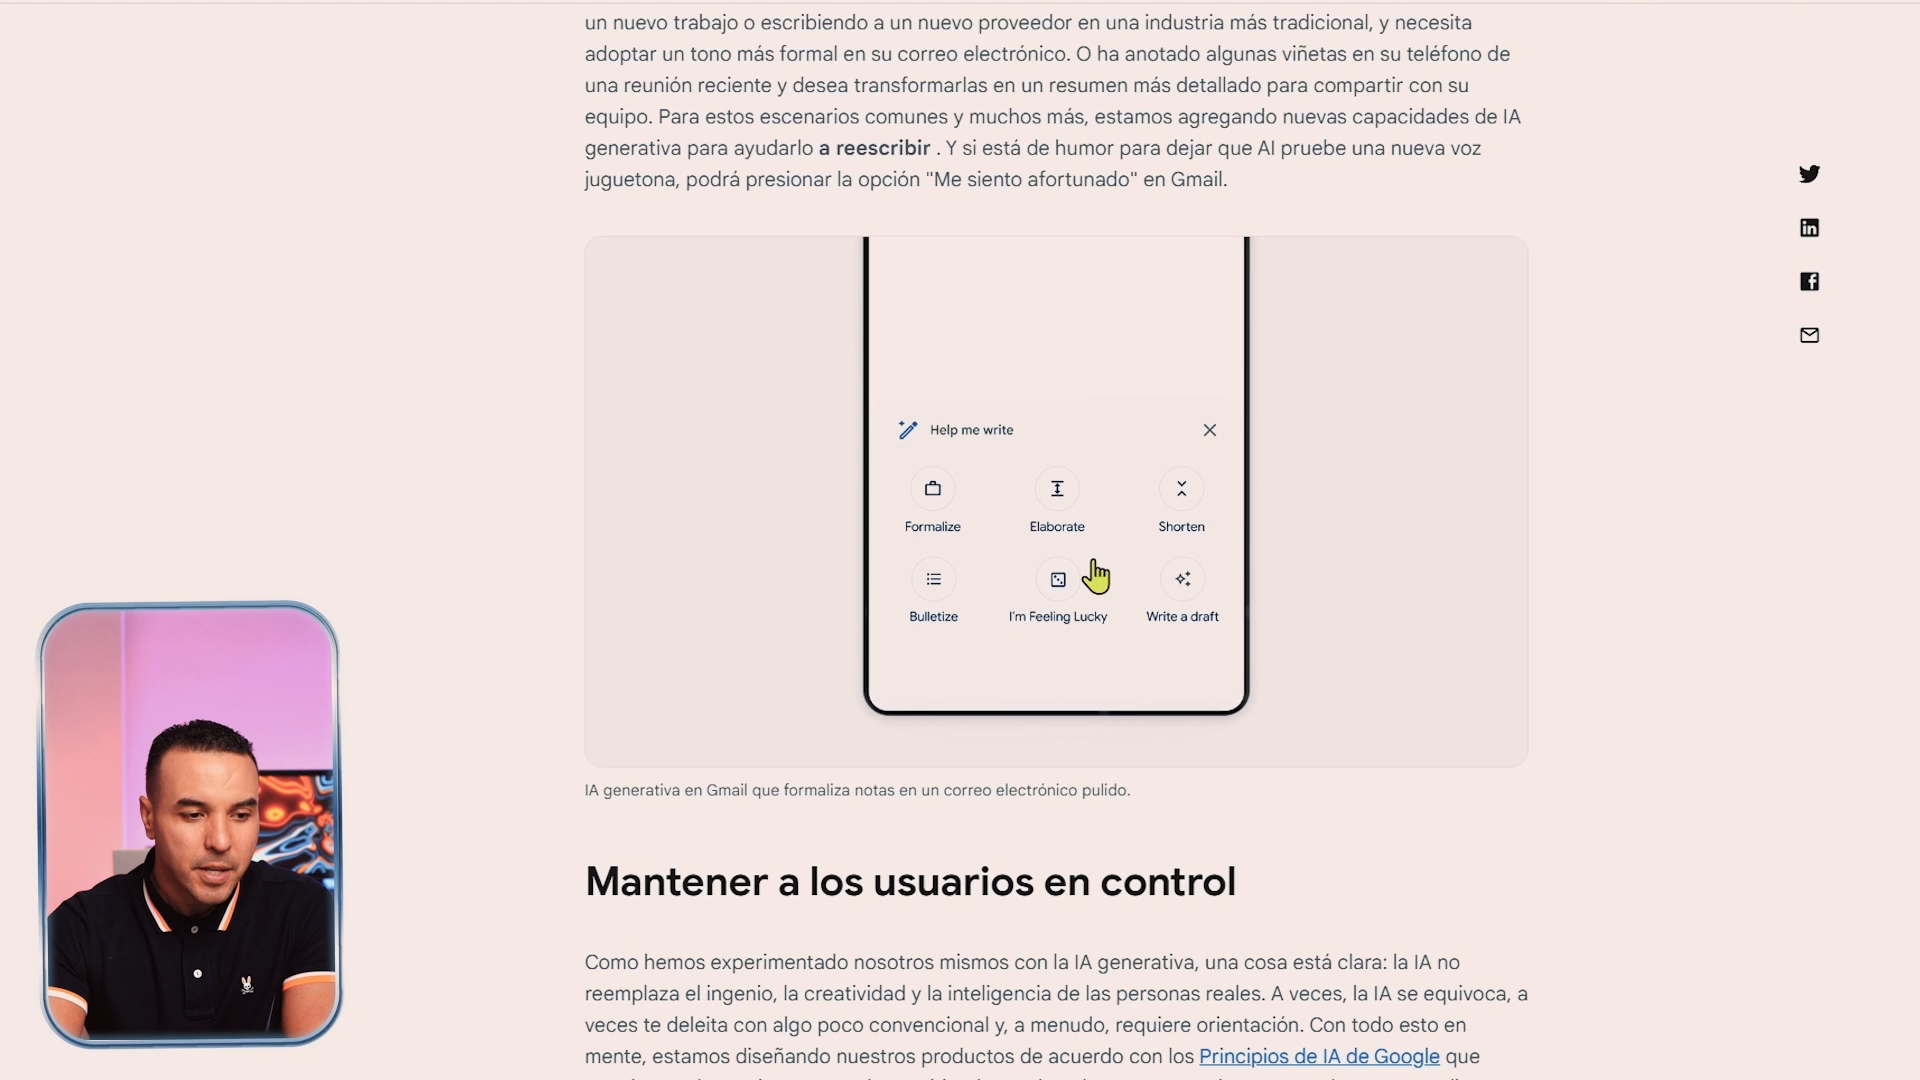 un nuevo trabajo o escribiendo a un nuevo proveedor en una industria más tradicional, y necesita
adoptar un tono más formal en su correo electrónico. O ha anotado algunas viñetas en su teléfono de
una reunión reciente y desea transformarlas en un resumen más detallado para compartir con su
equipo. Para estos escenarios comunes y muchos más, estamos agregando nuevas capacidades de IA
generativa para ayudarlo a reescribir . Y si está de humor para dejar que AI pruebe una nueva voz
juguetona, podrá presionar la opción "Me siento afortunado" en Gmail.
Help me write
Formalize
Elaborate
Shorten
Bulletize
I'm Feeling Lucky
Write a draft
IA generativa en Gmail que formaliza notas en un correo electrónico pulido.
Mantener a los usuarios en control
Como hemos experimentado nosotros mismos con la IA generativa, una cosa está clara: la IA no
reemplaza el ingenio, la creatividad y la inteligencia de las personas reales. A veces, la IA se equivoca, a
veces te deleita con algo poco convencional y, a menudo, requiere orientación. Con todo esto en
mente, estamos diseñando nuestros productos de acuerdo con los Principios de IA de Google que